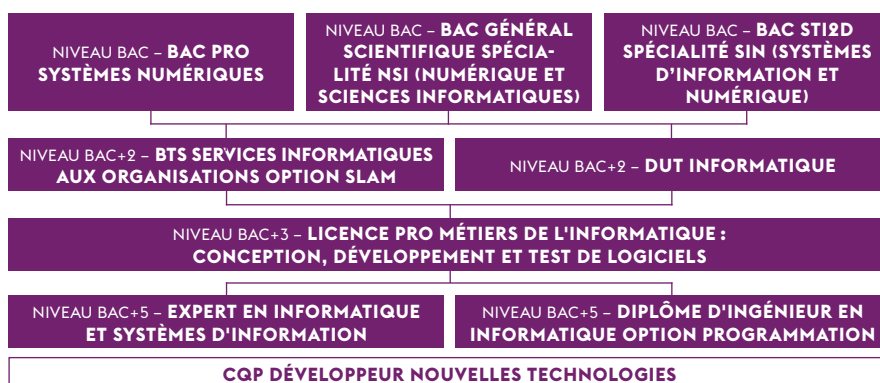 NIVEAU BAC – BAC PRO
SYSTÈMES NUMÉRIQUES
NIVEAU BAC – BAC GÉNÉRAL
SCIENTIFIQUE SPÉCIA-
LITÉ NSI (NUMÉRIQUE ET
SCIENCES INFORMATIQUES)
NIVEAU BAC – BAC STI2D
SPÉCIALITÉ SIN (SYSTÈMES
D'INFORMATION ET
NUMÉRIQUE)
NIVEAU BAC+2 – BTS SERVICES INFORMATIQUES
AUX ORGANISATIONS OPTION SLAM
NIVEAU BAC+2 – DUT INFORMATIQUE
NIVEAU BAC+3 – LICENCE PRO MÉTIERS DE L'INFORMATIQUE :
CONCEPTION, DÉVELOPPEMENT ET TEST DE LOGICIELS
NIVEAU BAC+5 – EXPERT EN INFORMATIQUE
ET SYSTÈMES D'INFORMATION
NIVEAU BAC+5 – DIPLÔME D'INGÉNIEUR EN
INFORMATIQUE OPTION PROGRAMMATION
CQP DÉVELOPPEUR NOUVELLES TECHNOLOGIES